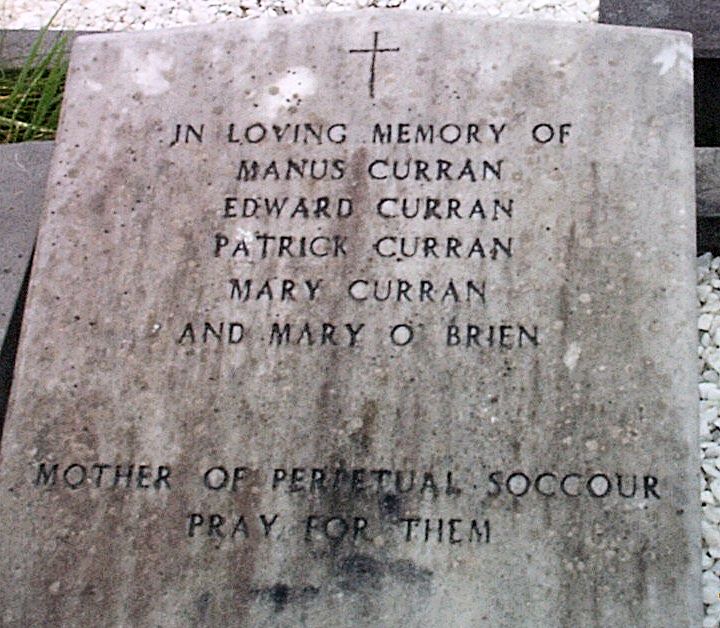 IN LOVING MEMORY OF
MANUS CURRAN
EDWARD CURRAN
PATRICK CURRAN
MARY CURRAN
AND MARY O BRIEN
MOTHER OF PERPETUAL SOCCOUR
PRAY FOR THEM